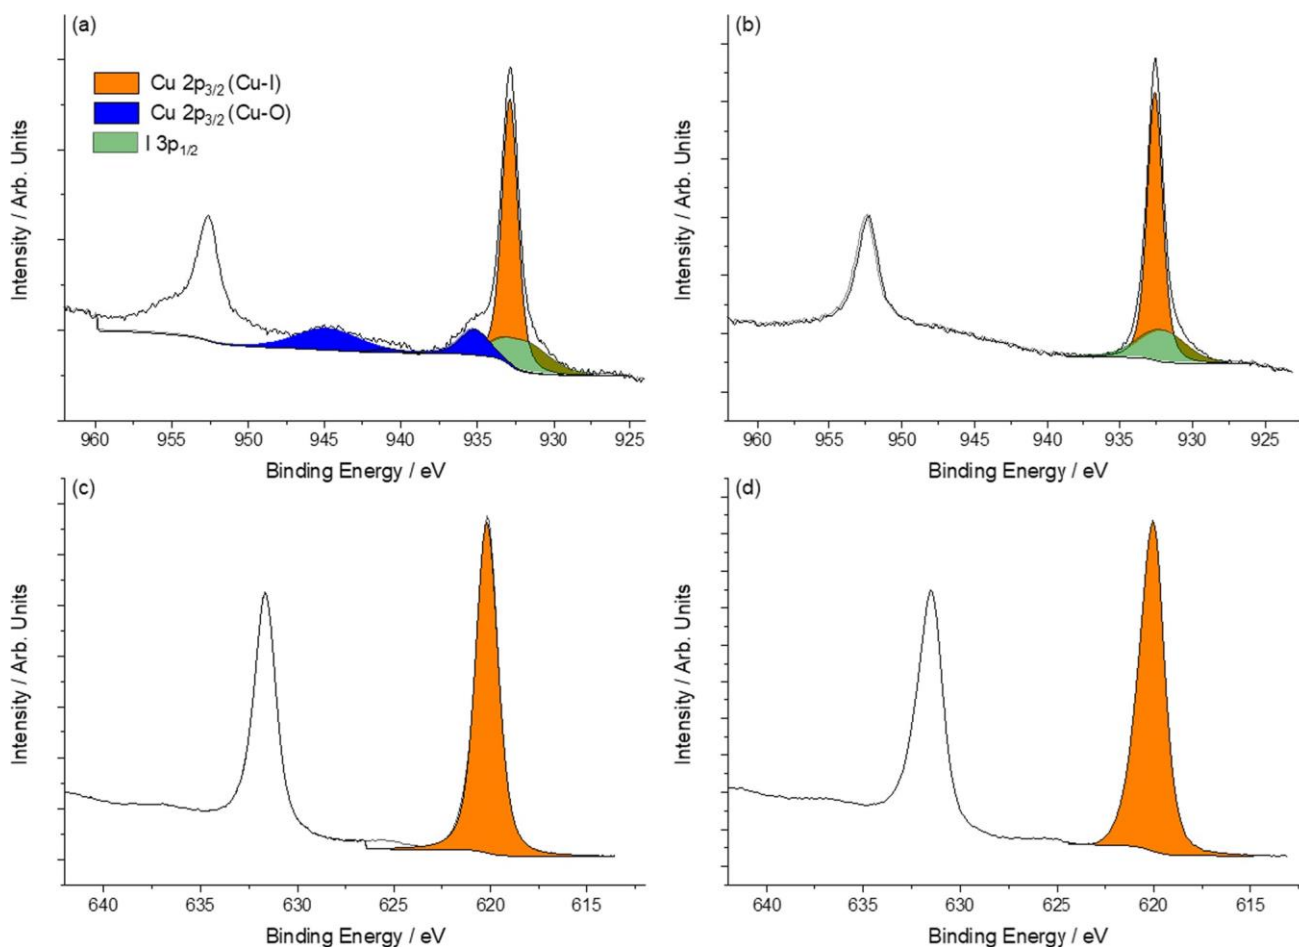 (a)
Cu 2p3/2 (Cu-I)
Cu 2p3/2 (Cu-O)
I 3p1/2
Intensity / Arb. Units
960 955 950 945 940 935 930 925
Binding Energy / eV
(b)
Intensity / Arb. Units
960 955 950 945 940 935 930 925
Binding Energy / eV
(c)
Intensity / Arb. Units
640 635 630 625 620 615
Binding Energy / eV
(d)
Intensity / Arb. Units
640 635 630 625 620 615
Binding Energy / eV